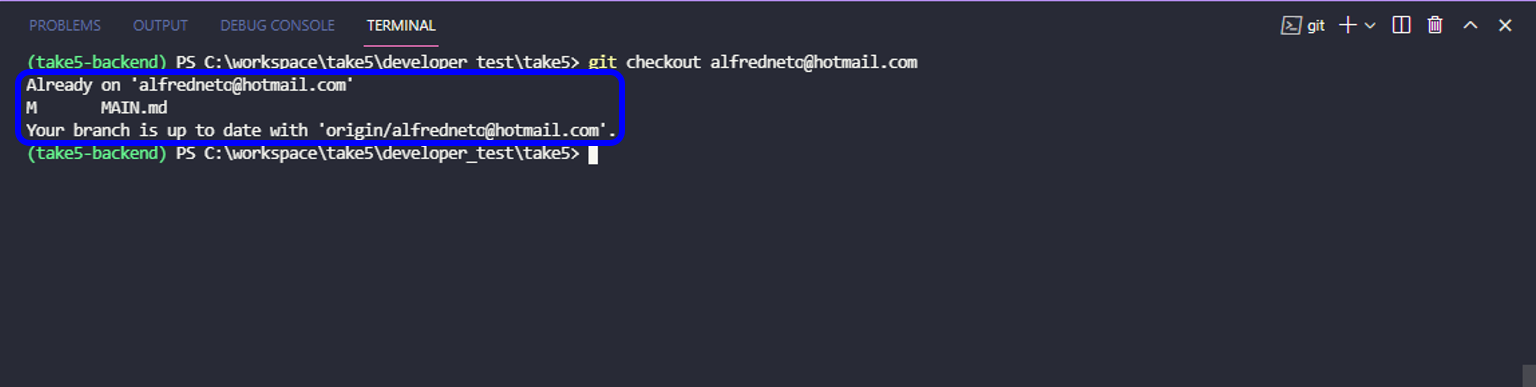 PROBLEMS OUTPUT DEBUG CONSOLE TERMINAL git
(take5-backend) PS C:\workspace\take5\developer_test\take5> git checkout alfredneto@hotmail.com
Already on 'alfredneto@hotmail.com'
M MAIN.md
Your branch is up to date with 'origin/alfredneto@hotmail.com'.
(take5-backend) PS C:\workspace\take5\developer_test\take5>